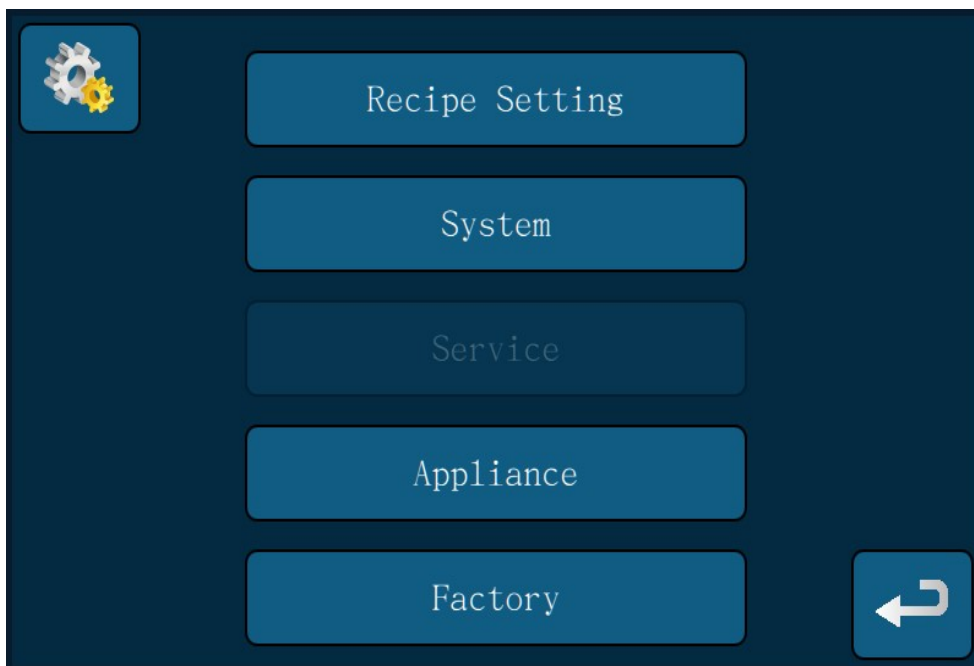 Recipe Setting
System
Service
Appliance
Factory